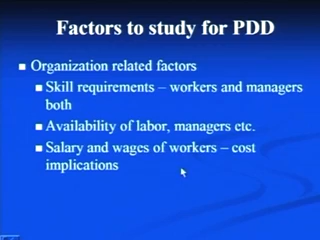 Factors to study for PDD
Organization related factors
Skill requirements – workers and managers
both
Availability of labor, managers etc.
Salary and wages of workers – cost
implications